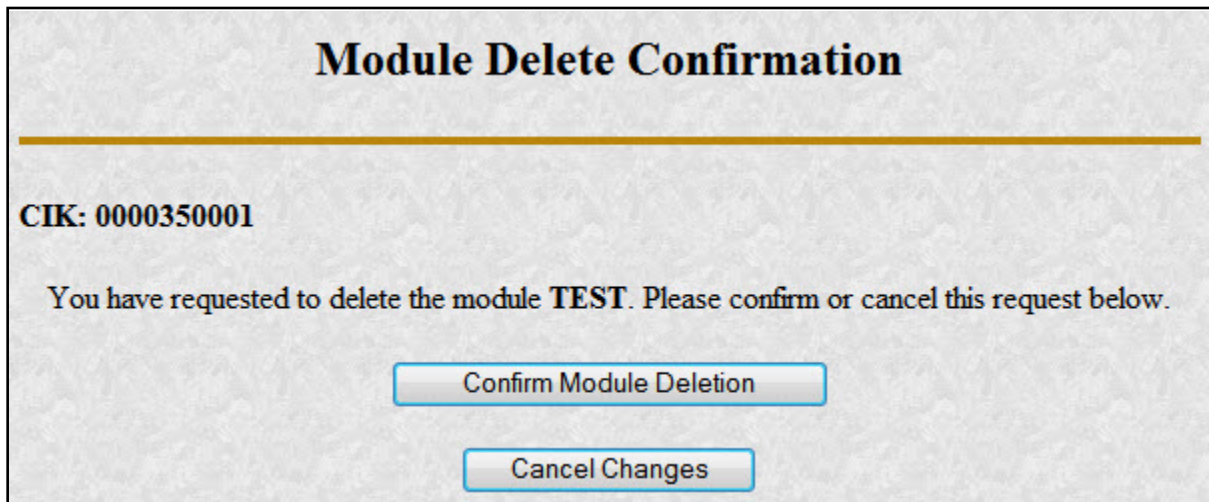 Module Delete Confirmation
CIK: 0000350001
You have requested to delete the module TEST. Please confirm or cancel this request below.
Confirm Module Deletion
Cancel Changes